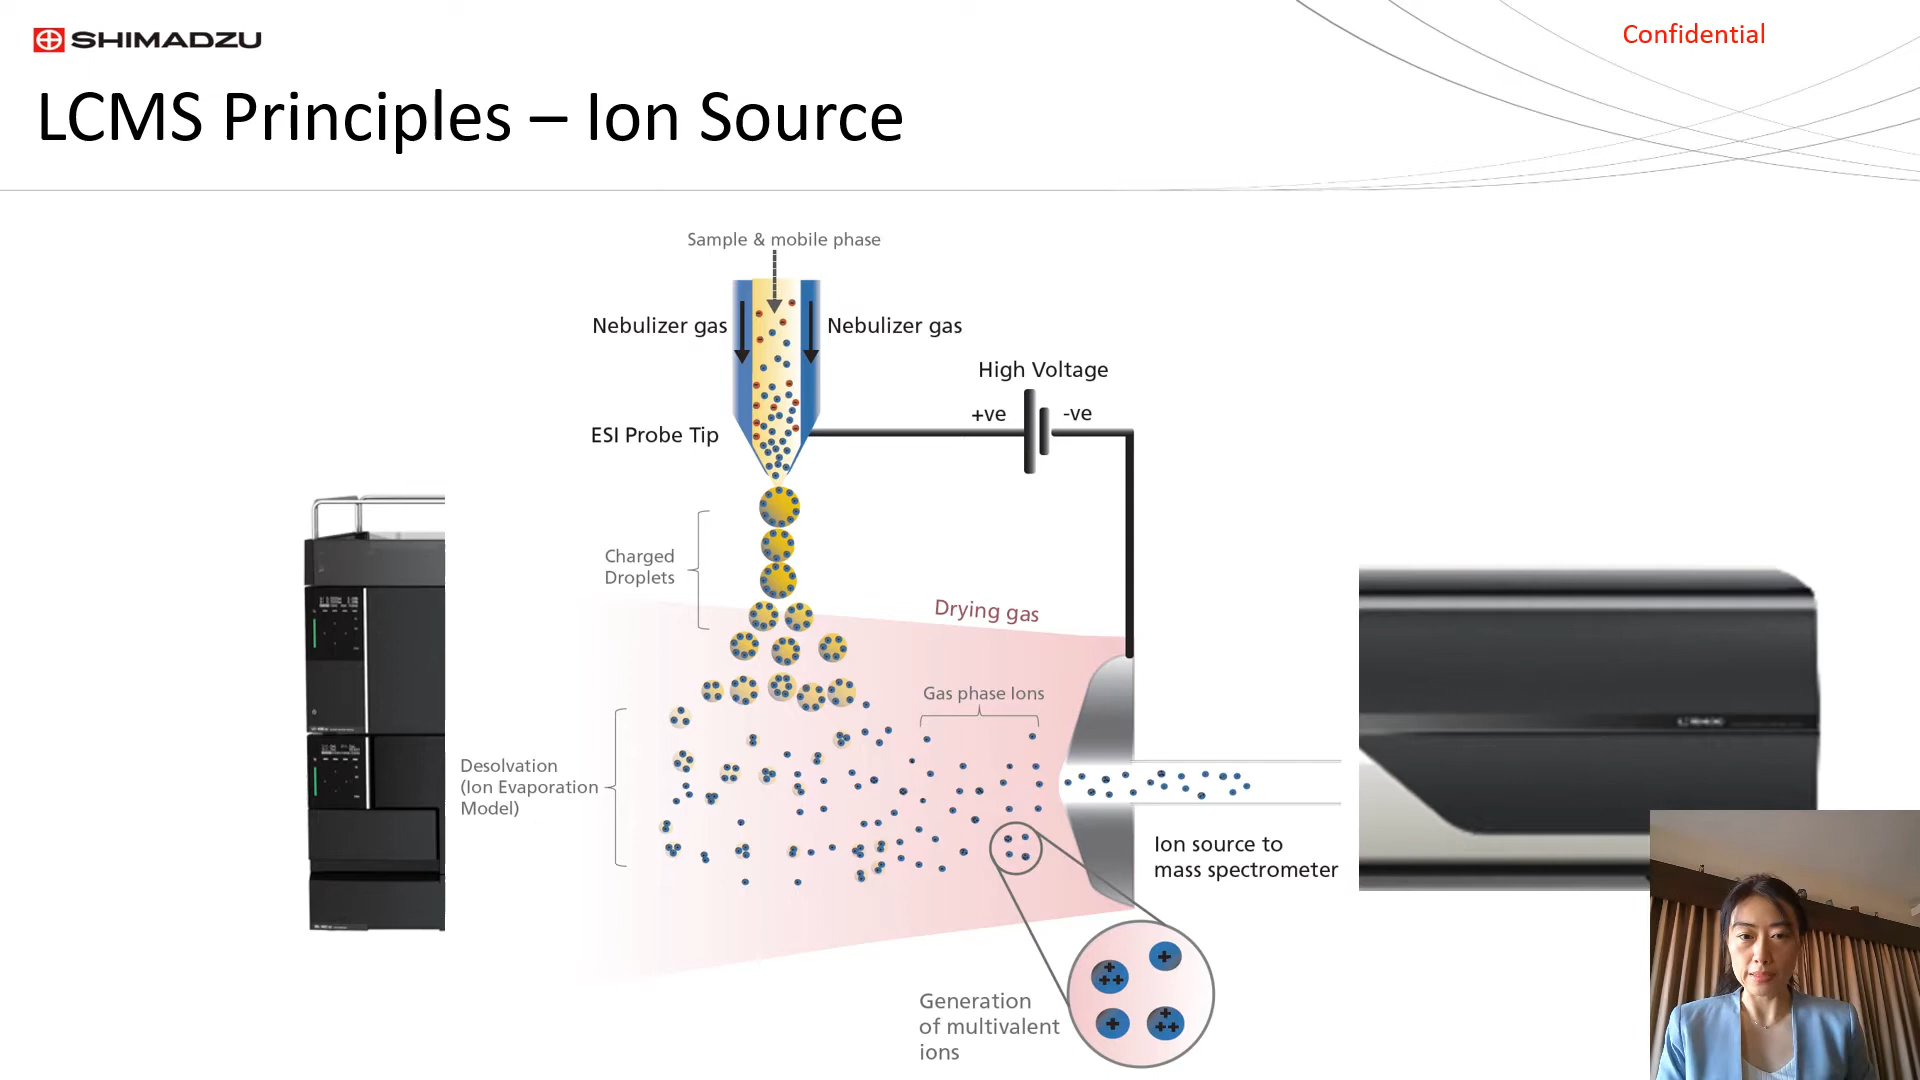 SHIMADZU
Confidential
LCMS Principles – Ion Source
Sample & mobile phase
Nebulizer gas
Nebulizer gas
High Voltage
+ve
-ve
ESI Probe Tip
Charged
Droplets
Drying gas
Gas phase Ions
Desolvation
(Ion Evaporation
Model)
Ion source to
mass spectrometer
Generation
of multivalent
ions